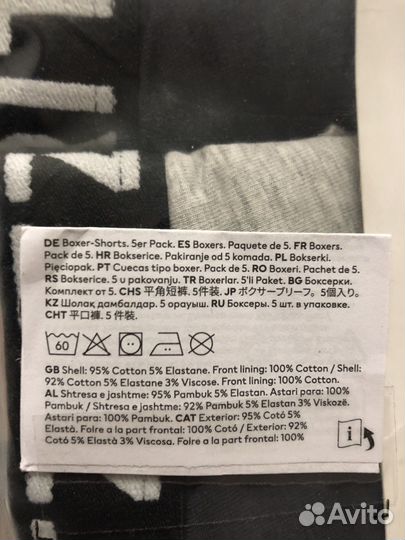 DE Boxer-Shorts. 5er Pack. ES Boxers. Paquete de 5. FR Boxers.
Pack de 5. HR Bokserice. Pakiranje od 5 komada. PL Bokserki.
Pięciopak. PT Cuecas tipo boxer. Pack de 5. RO Boxeri. Pachet de 5.
RS Bokserice. 5 u pakovanju. TR Boxerlar. 5'li Paket. BG Боксерки.
Комплект от 5. CHS 平角短裤. 5件装. JP ボクサーブリーフ。5個入り。
KZ Шолақ дамбалдар. 5 орауыш. RU Боксеры. 5 шт. в упаковке.
CHT 平口褲. 5 件裝.
60
GB Shell: 95% Cotton 5% Elastane. Front lining: 100% Cotton / Shell:
92% Cotton 5% Elastane 3% Viscose. Front lining: 100% Cotton.
AL Shtresa e jashtme: 95% Pambuk 5% Elastan. Astari para: 100%
Pambuk / Shtresa e jashtme: 92% Pambuk 5% Elastan 3% Viskozë.
Astari para: 100% Pambuk. CAT Exterior: 95% Cotó 5%
Elastà. Folre a la part frontal: 100% Cotó / Exterior: 92%
Cotó 5% Elastà 3% Viscosa. Folre a la part frontal: 100%
i
Avito